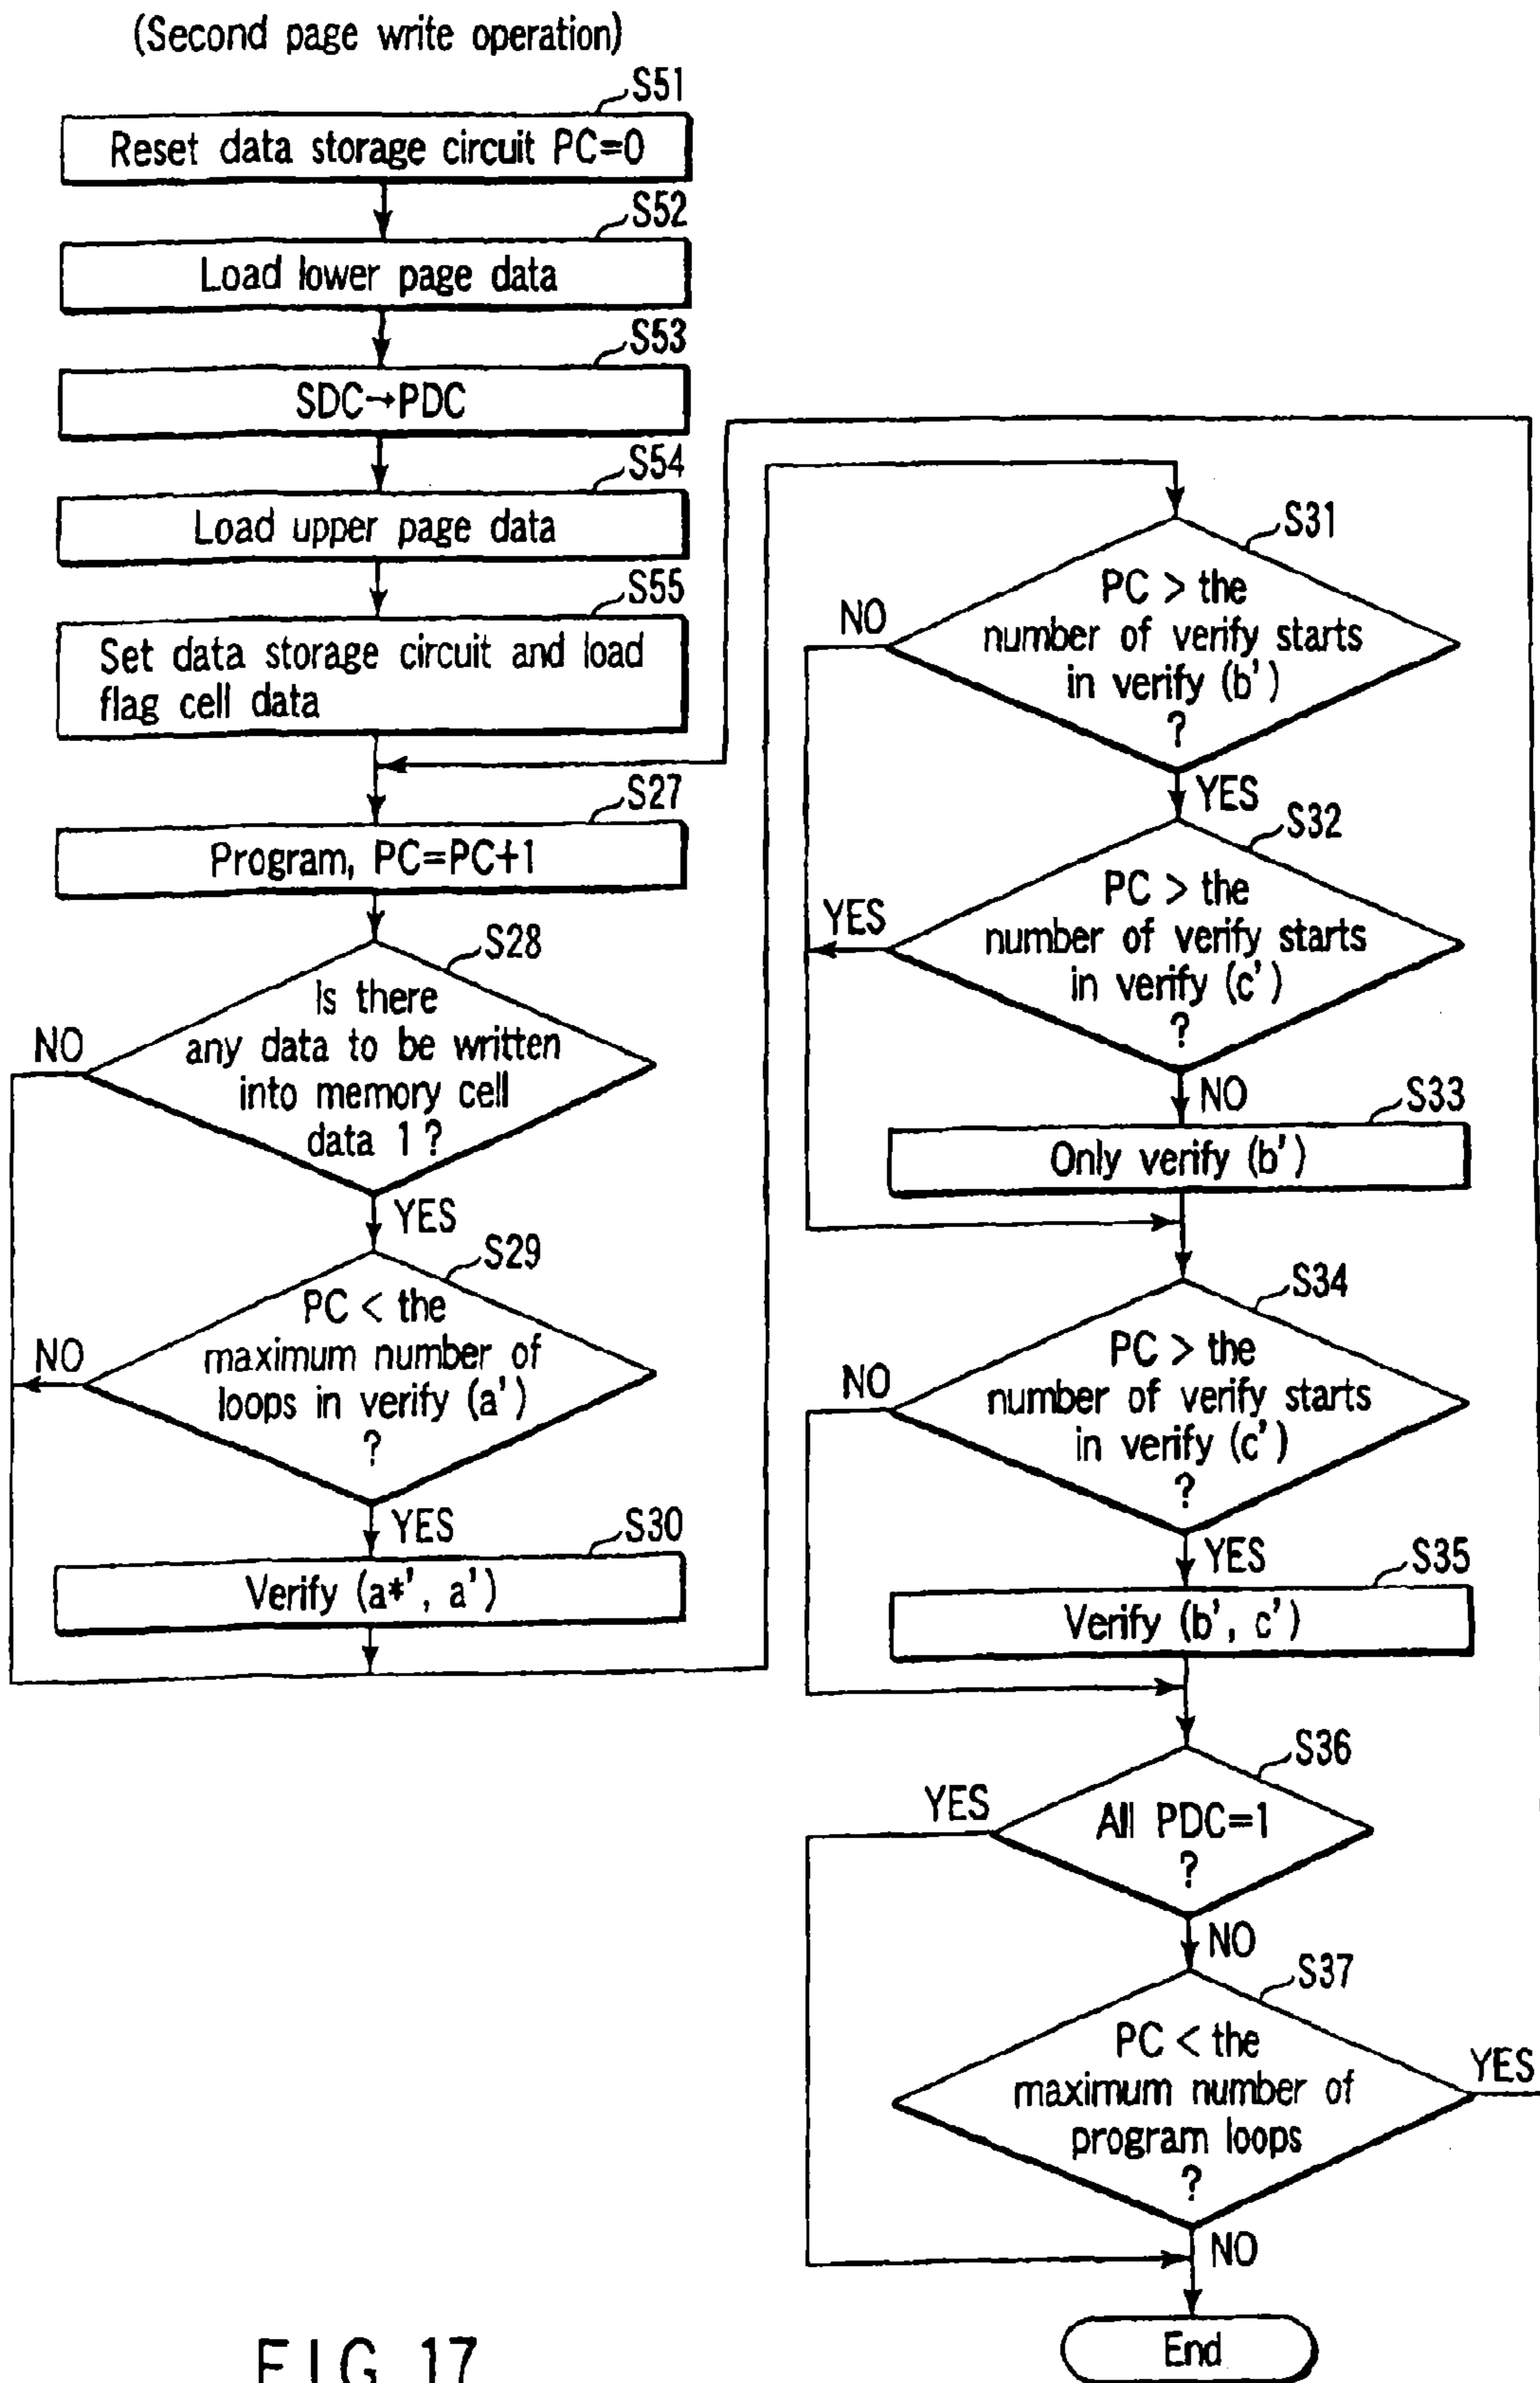 (Second page write operation)
S51
Reset data storage circuit PC=0
S52
Load lower page data
S53
SDC→PDC
S54
Load upper page data
S55
Set data storage circuit and load
flag cell data
S27
Program, PC=PC+1
S28
Is there
any data to be written
into memory cell
data 1?
NO
YES
S29
PC < the
maximum number of
loops in verify (a')
?
NO
YES
S30
Verify (a*', a')
S31
PC > the
number of verify starts
in verify (b')
?
NO
YES
S32
PC > the
number of verify starts
in verify (c')
?
YES
NO
S33
Only verify (b')
S34
PC > the
number of verify starts
in verify (c')
?
NO
YES
S35
Verify (b', c')
S36
All PDC=1
?
YES
NO
S37
PC < the
maximum number of
program loops
?
YES
NO
End
FIG. 17